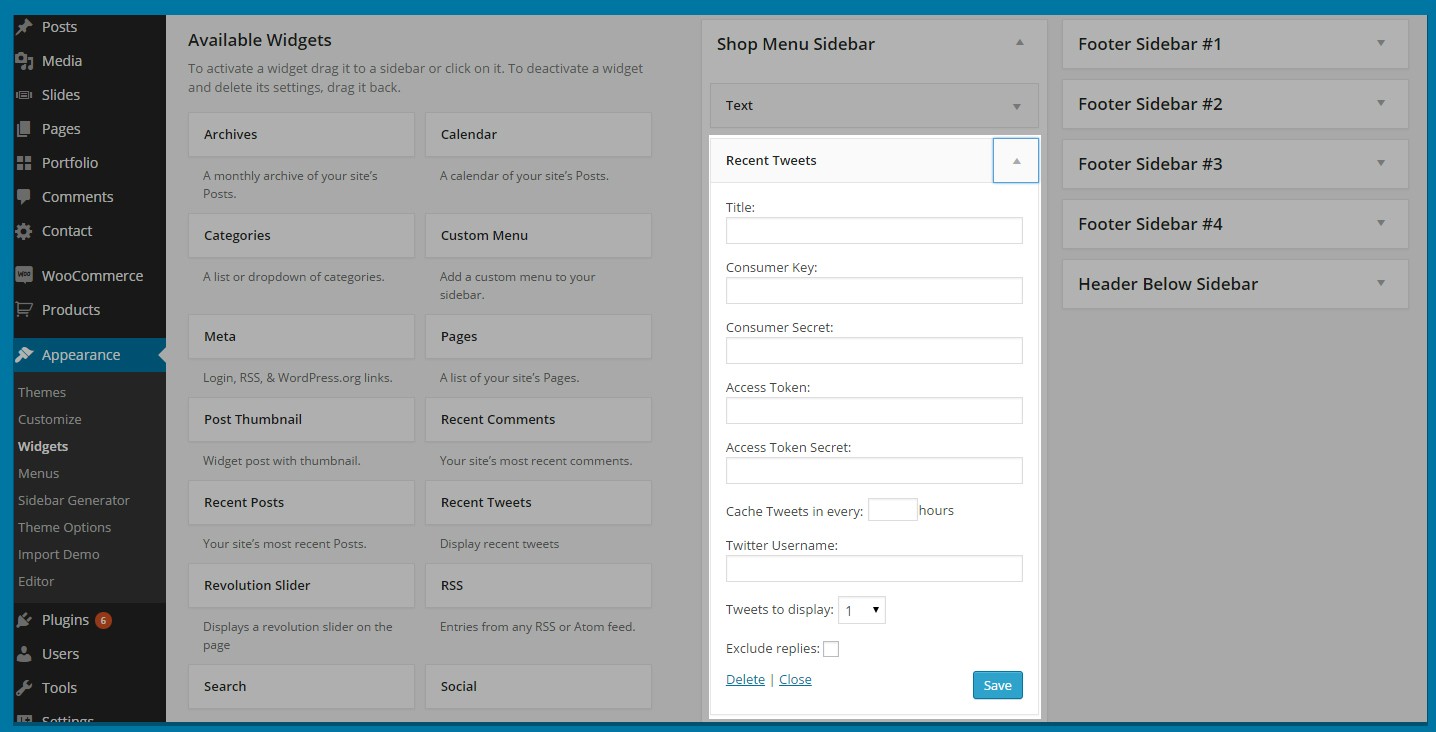 Posts
Media
Slides
Pages
Portfolio
Comments
Contact
WOO
WooCommerce
Products
Appearance
Themes
Customize
Widgets
Menus
Sidebar Generator
Theme Options
Import Demo
Editor
Plugins 6
Users
Tools
Settings
Available Widgets
To activate a widget drag it to a sidebar or click on it. To deactivate a widget
and delete its settings, drag it back.
Archives
A monthly archive of your site's
Posts.
Calendar
A calendar of your site's Posts.
Categories
A list or dropdown of categories.
Custom Menu
Add a custom menu to your
sidebar.
Meta
Login, RSS, & WordPress.org links.
Pages
A list of your site's Pages.
Post Thumbnail
Widget post with thumbnail.
Recent Comments
Your site's most recent comments.
Recent Posts
Your site's most recent Posts.
Recent Tweets
Display recent tweets
Revolution Slider
Displays a revolution slider on the
page
RSS
Entries from any RSS or Atom feed.
Search
Social
Shop Menu Sidebar
Text
Recent Tweets
Title:
Consumer Key:
Consumer Secret:
Access Token:
Access Token Secret:
Cache Tweets in every: hours
Twitter Username:
Tweets to display: 1
Exclude replies:
Delete | Close
Save
Footer Sidebar #1
Footer Sidebar #2
Footer Sidebar #3
Footer Sidebar #4
Header Below Sidebar